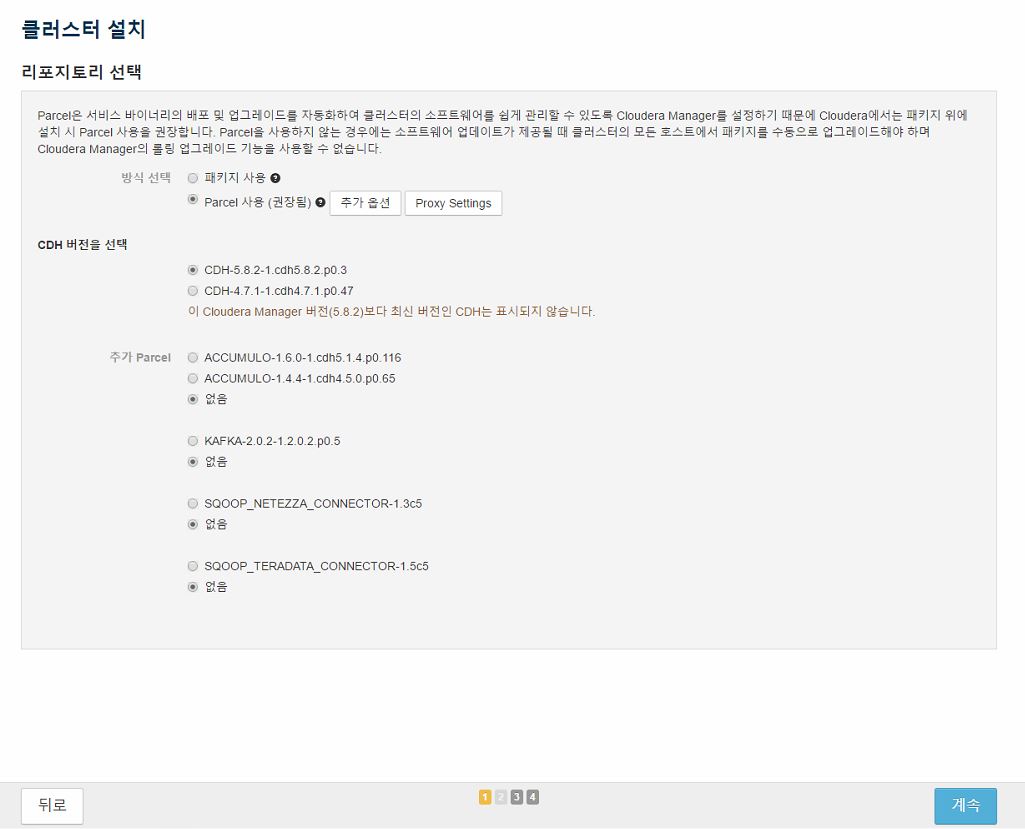 클러스터 설치
리포지토리 선택
Parcel은 서비스 바이너리의 배포 및 업그레이드를 자동화하여 클러스터의 소프트웨어를 쉽게 관리할 수 있도록 Cloudera Manager를 설정하기 때문에 Cloudera에서는 패키지 위에
설치 시 Parcel 사용을 권장합니다. Parcel을 사용하지 않는 경우에는 소프트웨어 업데이트가 제공될 때 클러스터의 모든 호스트에서 패키지를 수동으로 업그레이드해야 하며
Cloudera Manager의 롤링 업그레이드 기능을 사용할 수 없습니다.
방식 선택 패키지 사용 ?
Parcel 사용 (권장됨) ? 추가 옵션 Proxy Settings
CDH 버전을 선택
CDH-5.8.2-1.cdh5.8.2.p0.3
CDH-4.7.1-1.cdh4.7.1.p0.47
이 Cloudera Manager 버전(5.8.2)보다 최신 버전인 CDH는 표시되지 않습니다.
추가 Parcel ACCUMULO-1.6.0-1.cdh5.1.4.p0.116
ACCUMULO-1.4.4-1.cdh4.5.0.p0.65
없음
KAFKA-2.0.2-1.2.0.2.p0.5
없음
SQOOP_NETEZZA_CONNECTOR-1.3c5
없음
SQOOP_TERADATA_CONNECTOR-1.5c5
없음
뒤로 1 2 3 4 계속